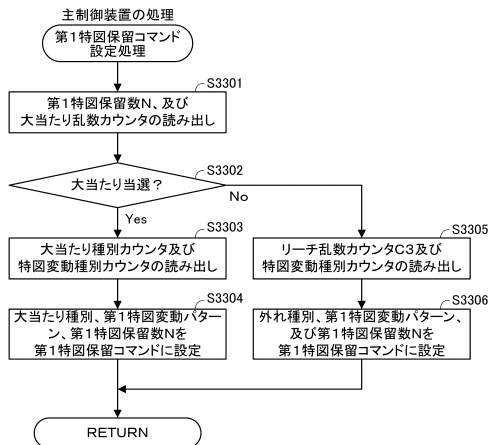 主制御装置の処理
第1特図保留コマンド
設定処理
S3301
第1特図保留数N、及び
大当たり乱数カウンタの読み出し
S3302
大当たり当選？
No
Yes
S3303
大当たり種別カウンタ及び
特図変動種別カウンタの読み出し
S3305
リーチ乱数カウンタC3及び
特図変動種別カウンタの読み出し
S3304
大当たり種別、第1特図変動パター
ン、第1特図保留数Nを
第1特図保留コマンドに設定
S3306
外れ種別、第1特図変動パターン、
及び第1特図保留数Nを
第1特図保留コマンドに設定
RETURN